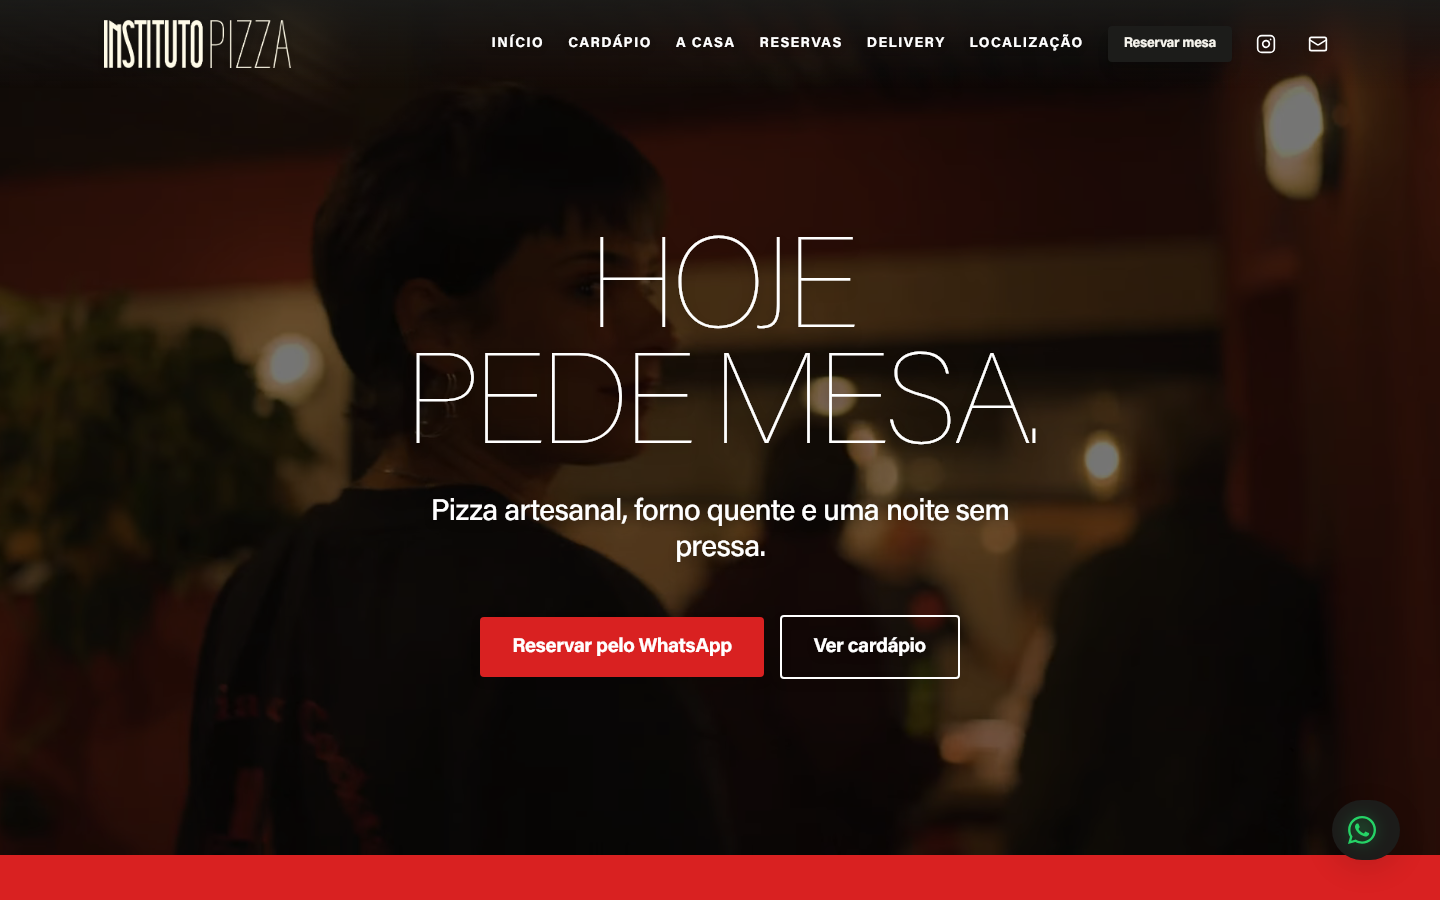 INSTITUTO PIZZA
INÍCIO CARDÁPIO A CASA RESERVAS DELIVERY LOCALIZAÇÃO Reservar mesa
HOJE
PEDE MESA.
Pizza artesanal, forno quente e uma noite sem
pressa.
Reservar pelo WhatsApp Ver cardápio